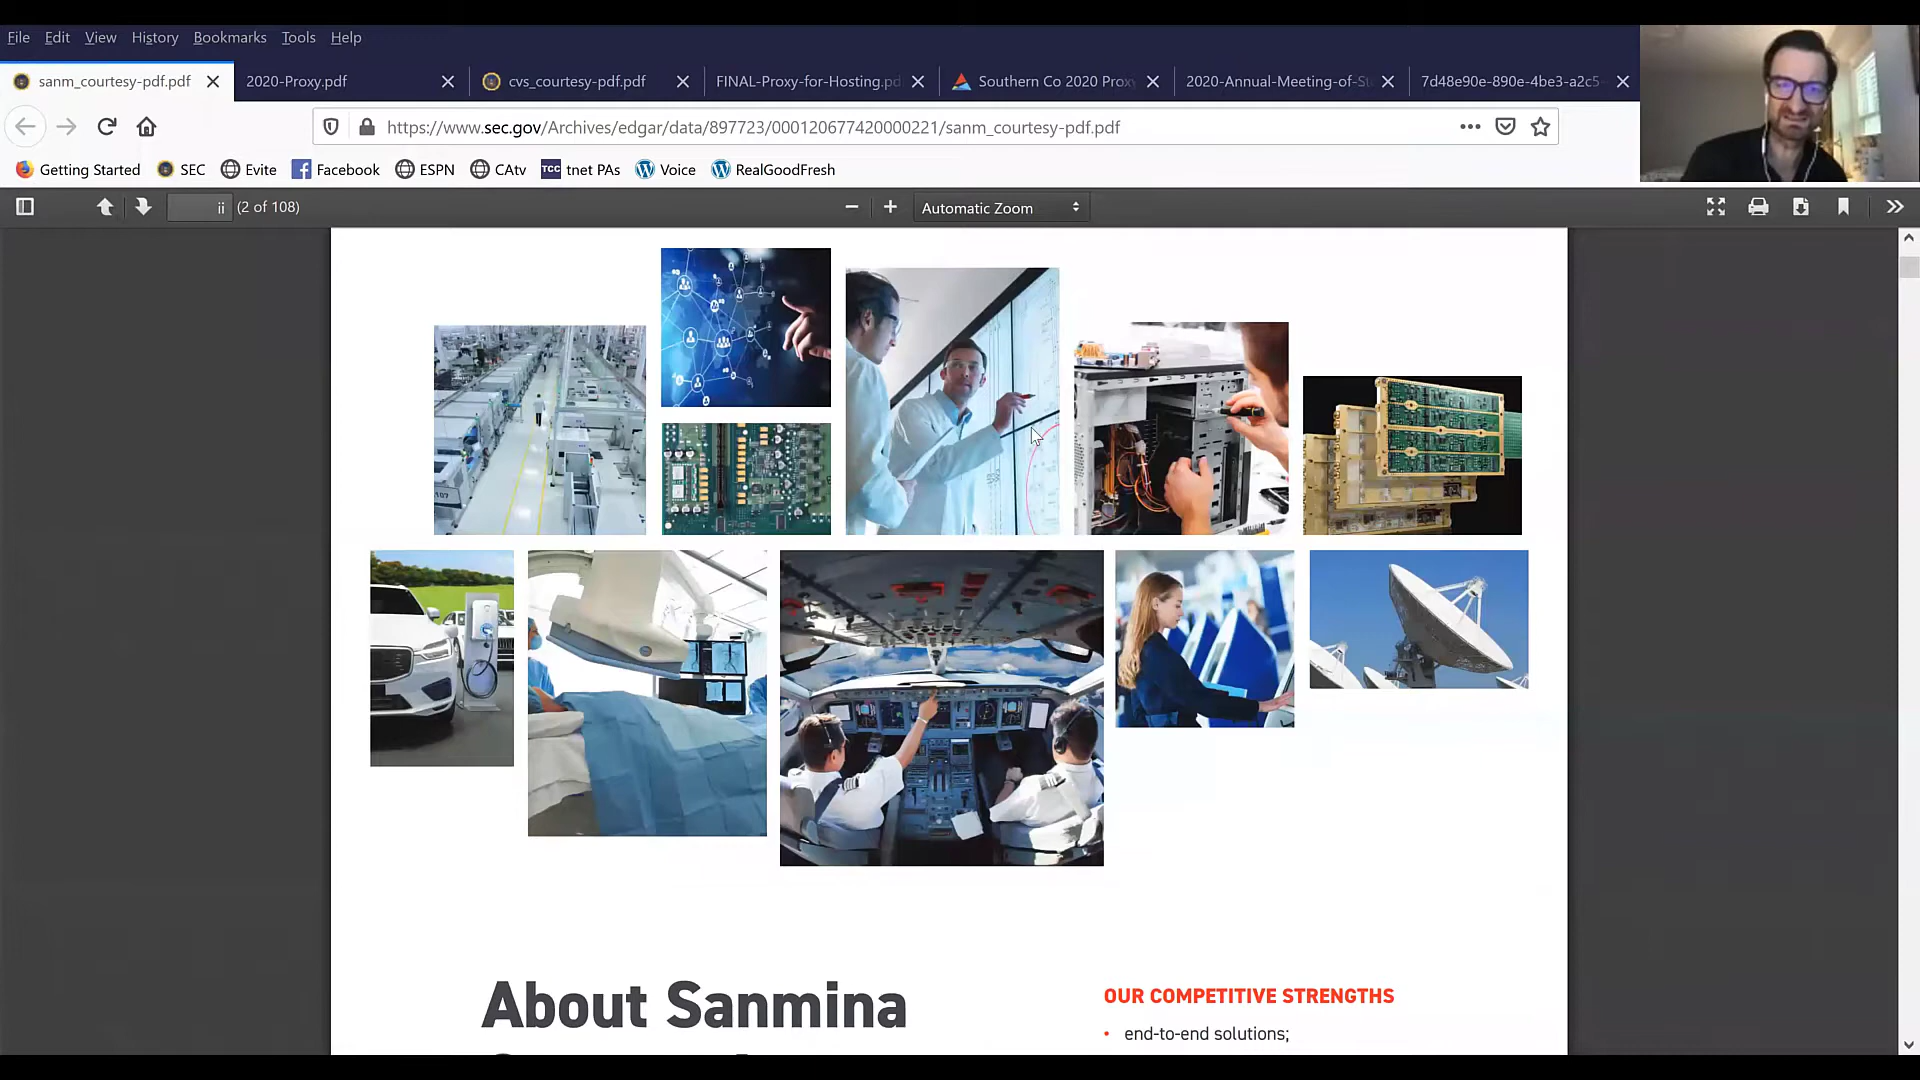 File Edit View History Bookmarks Tools Help
sanm_courtesy-pdf.pdf 2020-Proxy.pdf cvs_courtesy-pdf.pdf FINAL-Proxy-for-Hosting.pd Southern Co 2020 Proxy 2020-Annual-Meeting-of-St 7d48e90e-890e-4be3-a2c5-
https://www.sec.gov/Archives/edgar/data/897723/000120677420000221/sanm_courtesy-pdf.pdf
Getting Started SEC Evite Facebook ESPN CAtv TCC tnet PAs Voice RealGoodFresh
ii (2 of 108) Automatic Zoom
About Sanmina
OUR COMPETITIVE STRENGTHS
• end-to-end solutions;